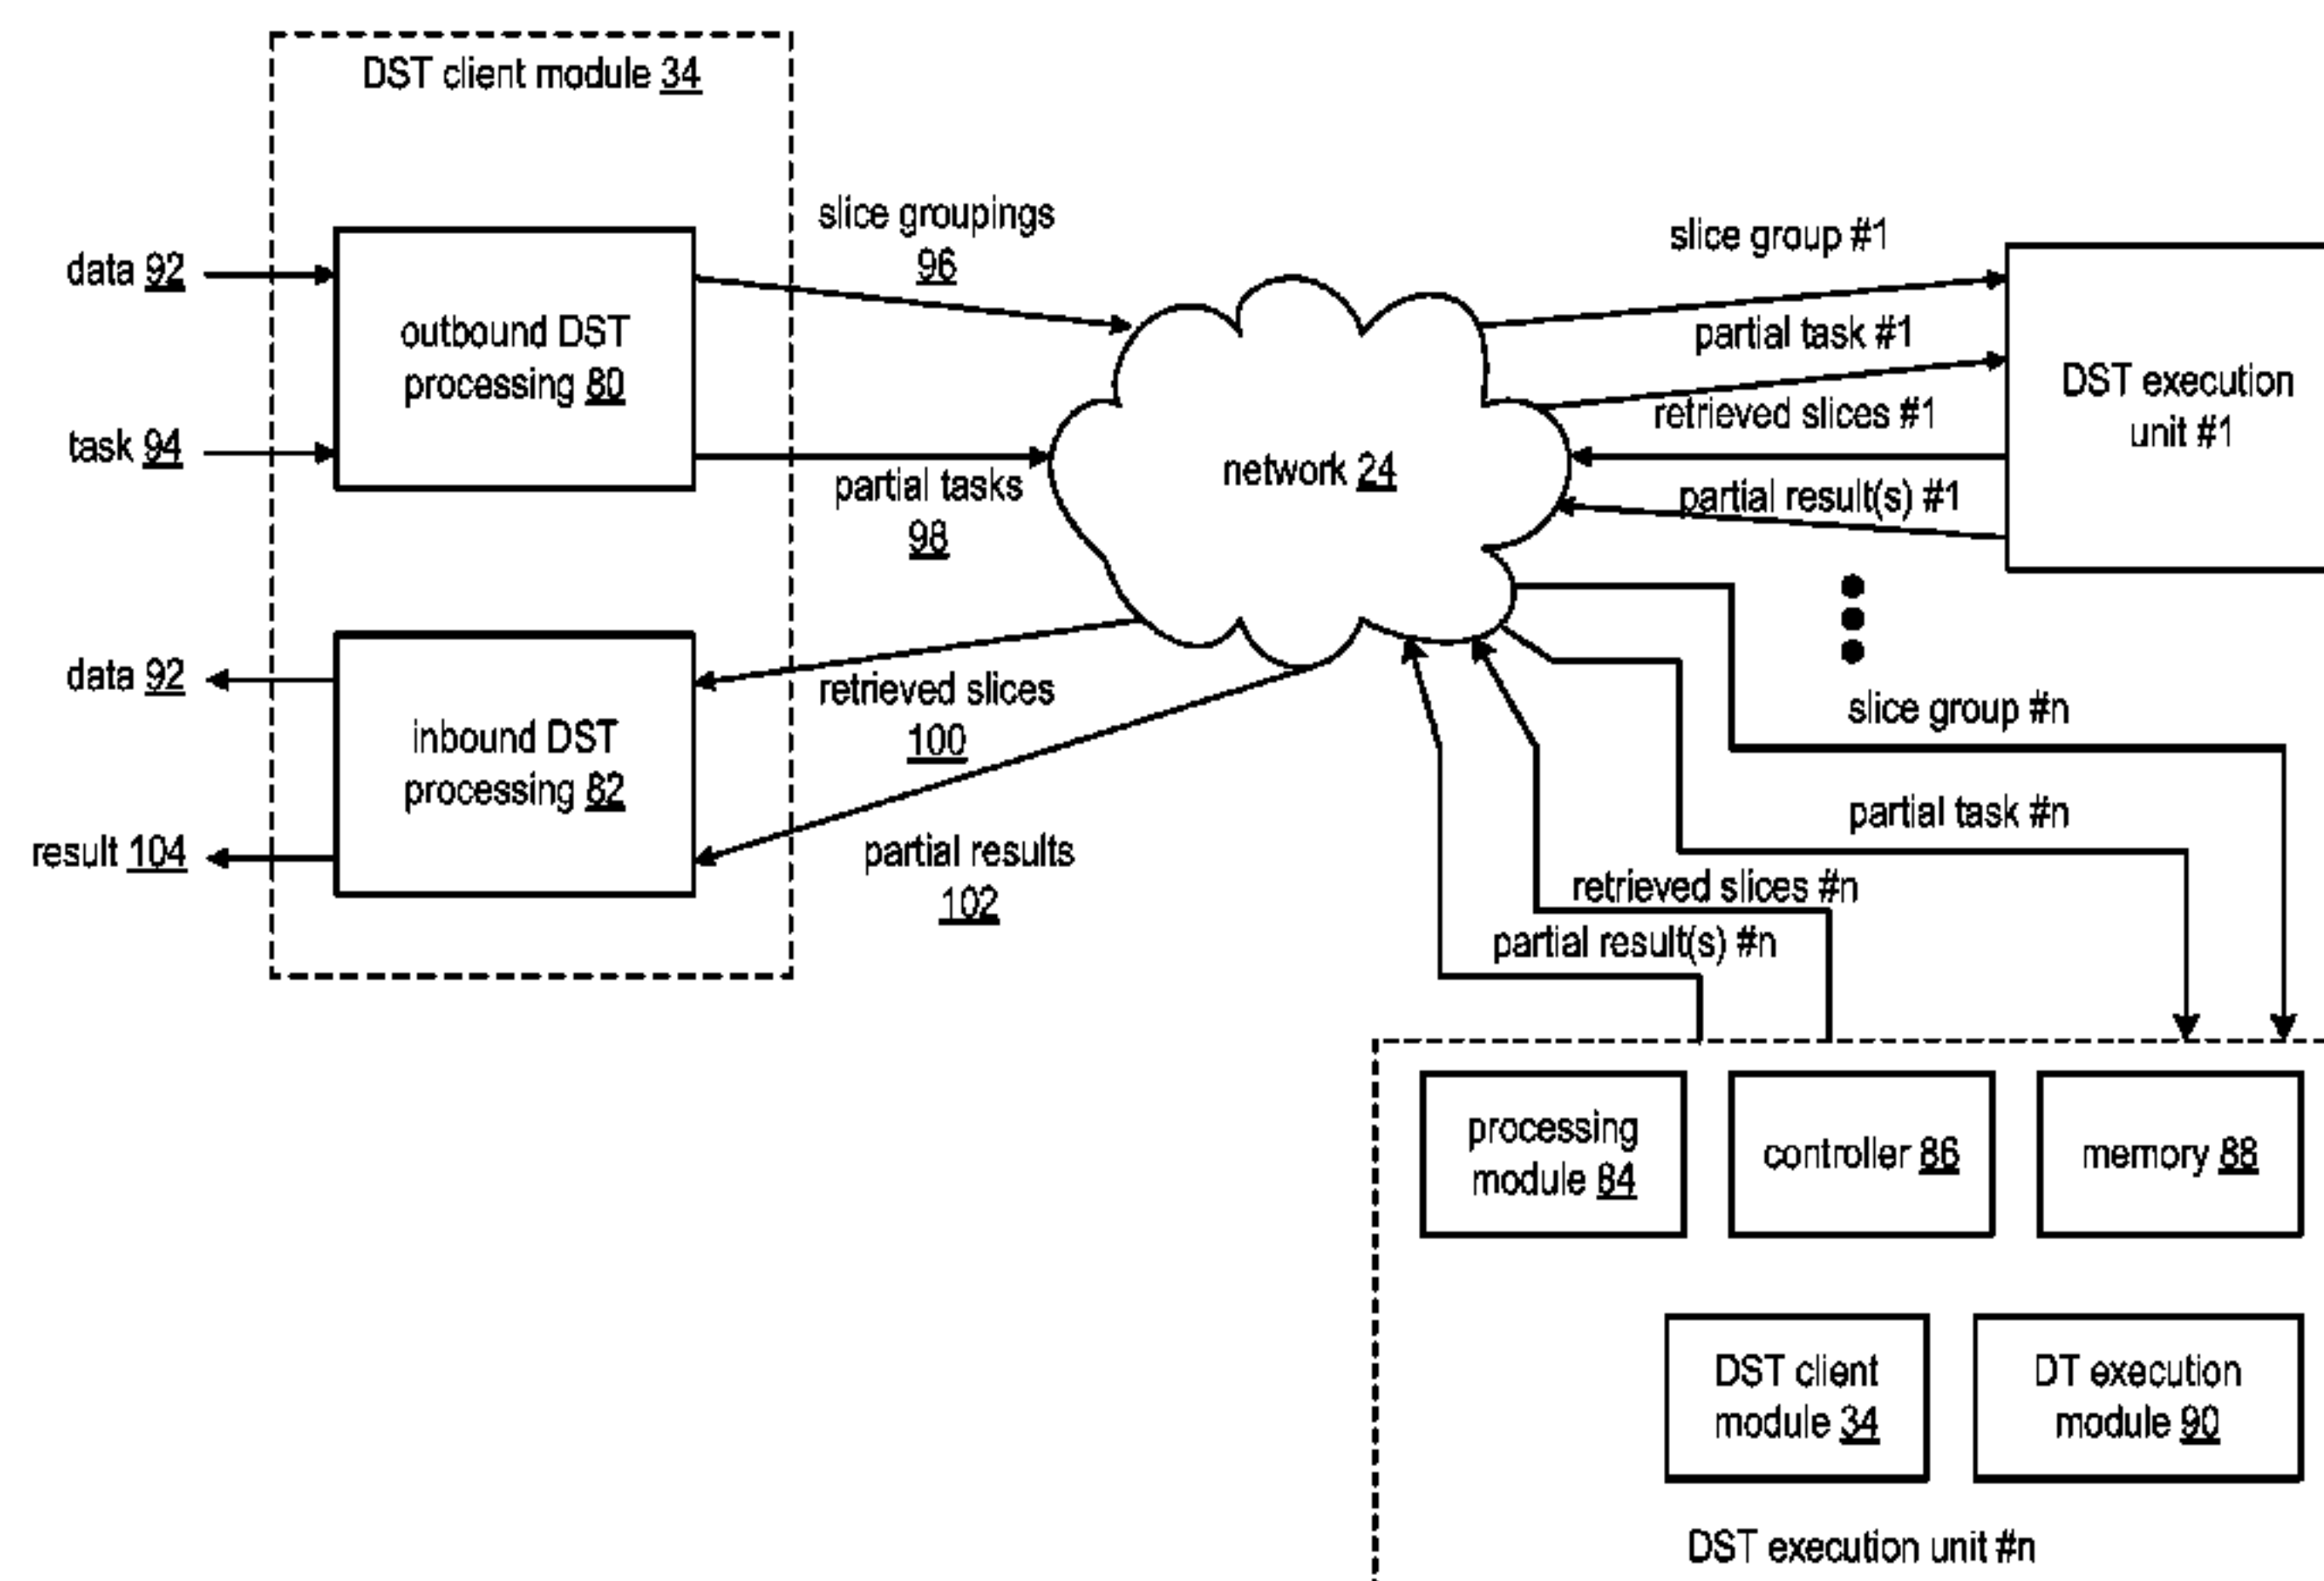 DST client module 34
data 92
outbound DST
processing 80
task 94
slice groupings
96
partial tasks
98
network 24
slice group #1
partial task #1
retrieved slices #1
partial result(s) #1
DST execution
unit #1
data 92
inbound DST
processing 82
result 104
retrieved slices
100
partial results
102
slice group #n
partial task #n
retrieved slices #n
partial result(s) #n
processing
module 84
controller 86
memory 88
DST client
module 34
DT execution
module 90
DST execution unit #n